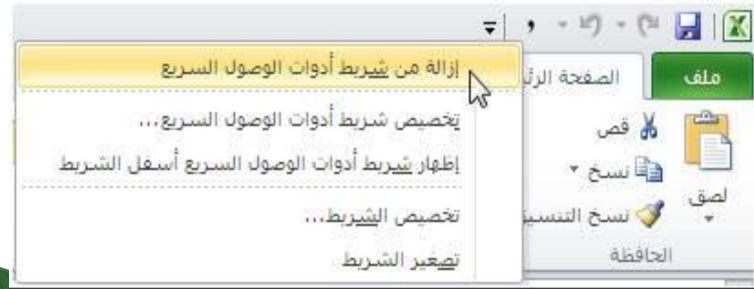 ملف
الصفحة الرئ
قص
نسخ
نسخ التنسيق
لصق
الحافظة
إزالة من شريط أدوات الوصول السريع
تخصيص شريط أدوات الوصول السريع...
إظهار شريط أدوات الوصول السريع أسفل الشريط
تخصيص الشريط...
تصغير الشريط